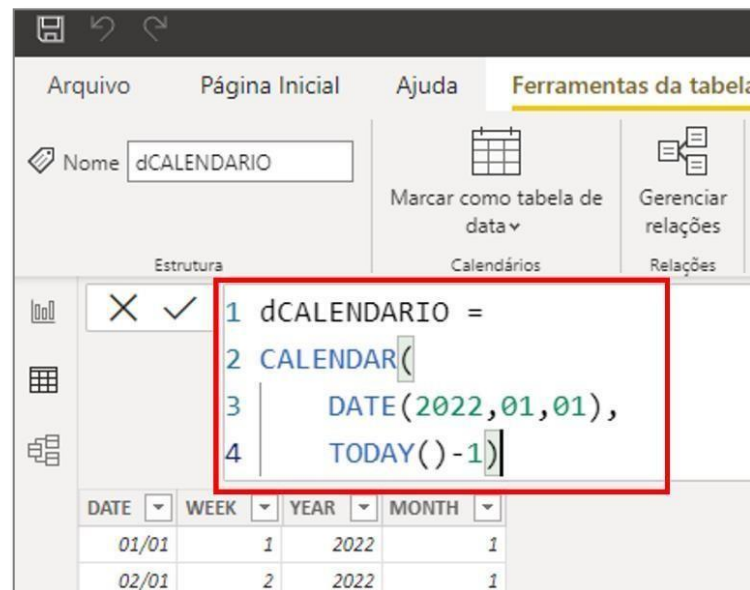 Arquivo Página Inicial Ajuda Ferramentas da tabela
Nome dCALENDARIO
Marcar como tabela de
data
Gerenciar
relações
Estrutura Calendários Relações
1 dCALENDARIO =
2 CALENDAR(
3 DATE(2022,01,01),
4 TODAY()-1)
DATE WEEK YEAR MONTH
01/01 1 2022 1
02/01 2 2022 1